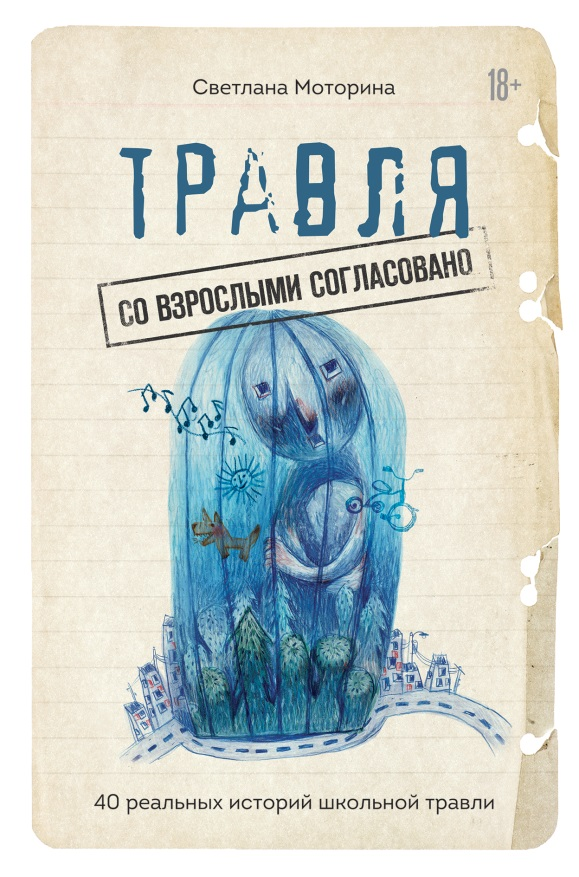 Светлана Моторина
18+
ТРАВЛЯ
СО ВЗРОСЛЫМИ СОГЛАСОВАНО
40 реальных историй школьной травли